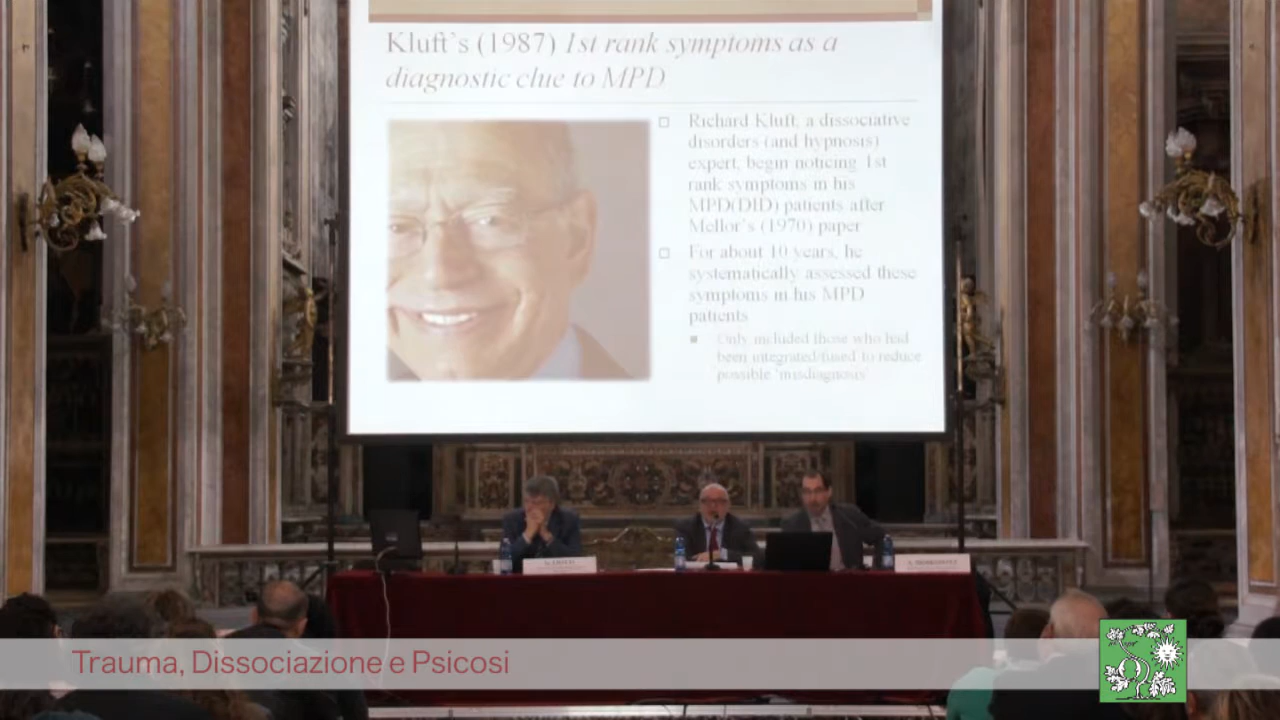 Kluft's (1987) 1st rank symptoms as a
diagnostic clue to MPD
Richard Kluft, a dissociative
disorders (and hypnosis)
expert, begin noticing 1st
rank symptoms in his
MPD(DID) patients after
Mellor's (1970) paper
For about 10 years, he
systematically assessed these
symptoms in his MPD
patients
Only included those who had
been integrated/fused to reduce
possible 'misdiagnosis'
Trauma, Dissociazione e Psicosi